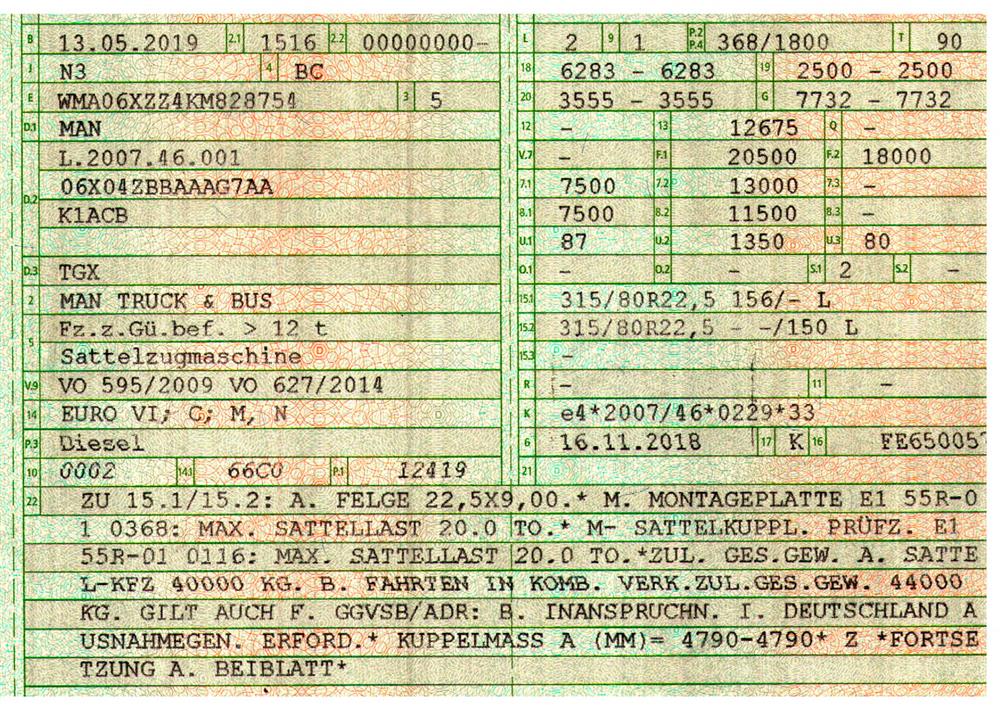 B 13.05.2019 2.1 1516 2.2 00000000-
J N3 4 BC
E WMA06XZZ4KM828754 3 5
D.1 MAN
L.2007.46.001
D.2 06X04ZBBAAAG7AA
K1ACB
D.3 TGX
2 MAN TRUCK & BUS
5 Fz.z.Gü.bef. > 12 t
Sattelzugmaschine
V.9 VO 595/2009 VO 627/2014
14 EURO VI; C; M, N
P.3 Diesel
10 0002 14.1 66C0 P.1 12419
L 2 9 1 P.2 P.4 368/1800 T 90
18 6283 - 6283 19 2500 - 2500
20 3555 - 3555 G 7732 - 7732
12 - 13 12675 Q -
V.7 - F.1 20500 F.2 18000
7.1 7500 7.2 13000 7.3 -
8.1 7500 8.2 11500 8.3 -
U.1 87 U.2 1350 U.3 80
O.1 - O.2 - S.1 2 S.2 -
15.1 315/80R22,5 156/- L
15.2 315/80R22,5 - -/150 L
15.3 -
R - 11 -
K e4*2007/46*0229*33
6 16.11.2018 17 K 16 FE65005
21
22 ZU 15.1/15.2: A. FELGE 22,5X9,00.* M. MONTAGEPLATTE E1 55R-0
1 0368: MAX. SATTELLAST 20.0 TO.* M- SATTELKUPPL. PRÜFZ. E1
55R-01 0116: MAX. SATTELLAST 20.0 TO.*ZUL. GES.GEW. A. SATTE
L-KFZ 40000 KG. B. FAHRTEN IN KOMB. VERK.ZUL.GES.GEW. 44000
KG. GILT AUCH F. GGVSB/ADR: B. INANSPRUCHN. I. DEUTSCHLAND A
USNAHMEGEN. ERFORD.* KUPPELMASS A (MM)= 4790-4790* Z *FORTSE
TZUNG A. BEIBLATT*